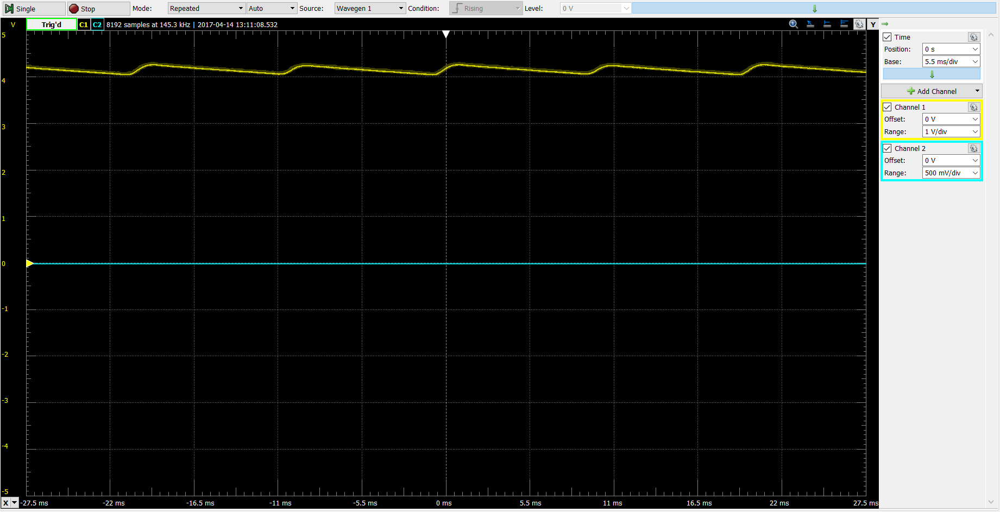 Single Stop Mode: Repeated Auto Source: Wavegen 1 Condition: Rising Level: 0 V
V Trig'd C1 C2 8192 samples at 145.3 kHz | 2017-04-14 13:11:08.532 Y
5
4
3
2
1
0
-1
-2
-3
-4
-5
X -27.5 ms -22 ms -16.5 ms -11 ms -5.5 ms 0 ms 5.5 ms 11 ms 16.5 ms 22 ms 27.5 ms
Time
Position: 0 s
Base: 5.5 ms/div
Add Channel
Channel 1
Offset: 0 V
Range: 1 V/div
Channel 2
Offset: 0 V
Range: 500 mV/div